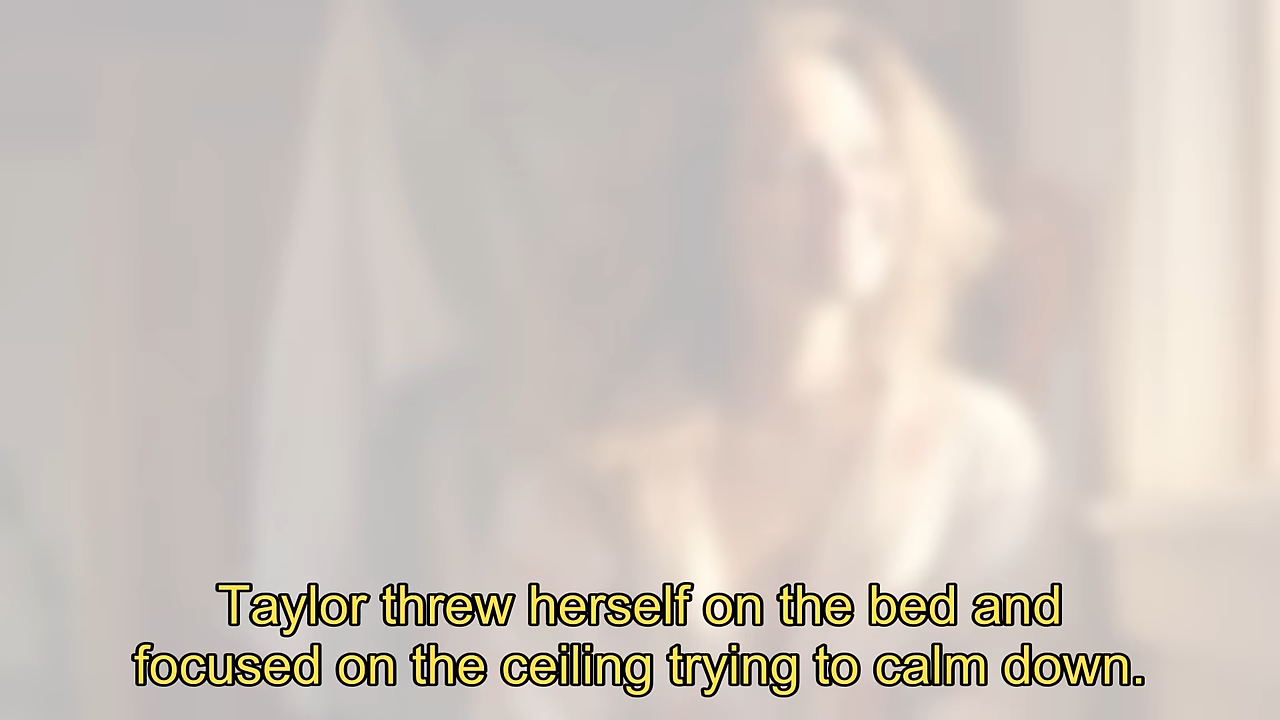 Taylor threw herself on the bed and
focused on the ceiling trying to calm down.